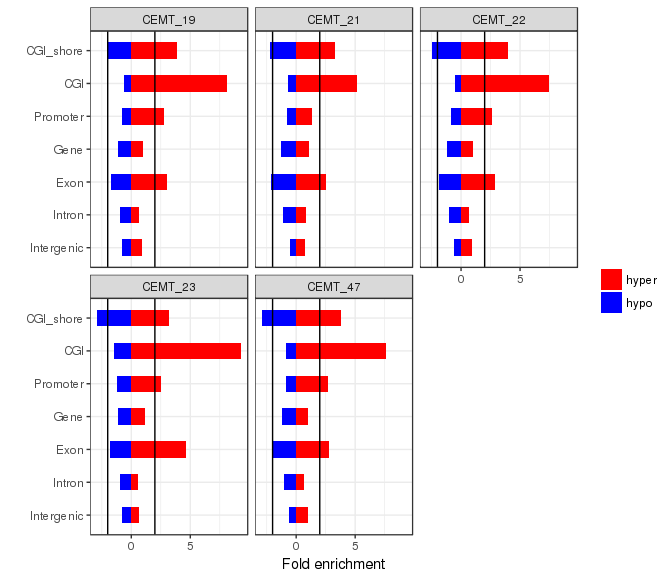 CEMT_19 CEMT_21 CEMT_22
CGI_shore
CGI
Promoter
Gene
Exon
Intron
Intergenic
0 5
hyper
hypo
CEMT_23 CEMT_47
CGI_shore
CGI
Promoter
Gene
Exon
Intron
Intergenic
0 5 0 5
Fold enrichment